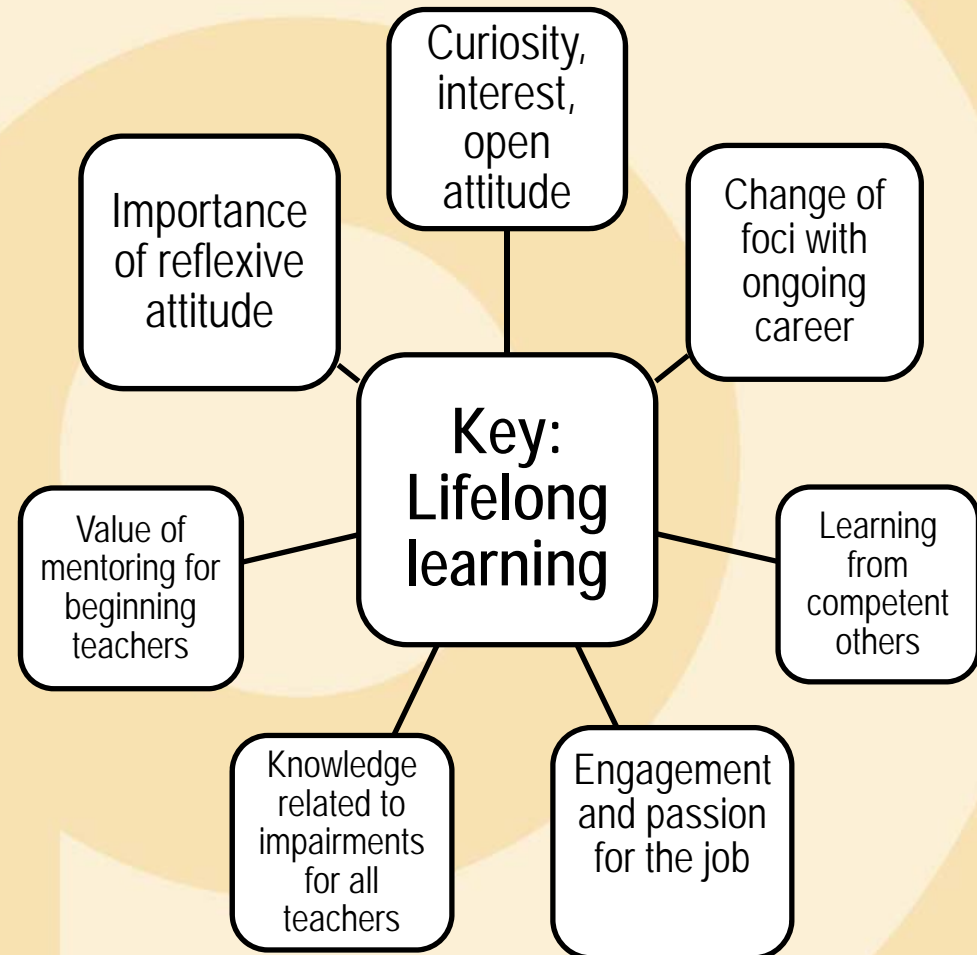 Curiosity,
interest,
open
attitude
Change of
foci with
ongoing
career
Importance
of reflexive
attitude
Key:
Lifelong
learning
Value of
mentoring for
beginning
teachers
Learning
from
competent
others
Knowledge
related to
impairments
for all
teachers
Engagement
and passion
for the job